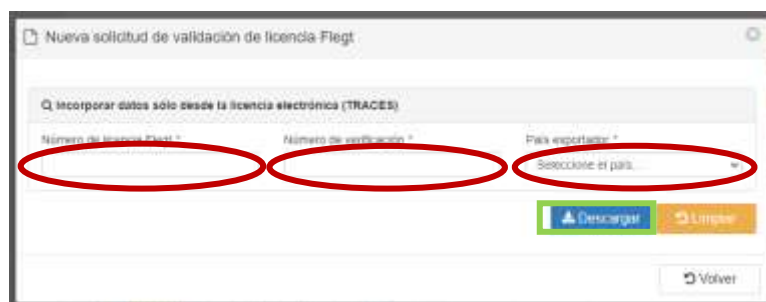 Nueva solicitud de validación de licencia Flegt
Incorporar datos sólo desde la licencia electrónica (TRACES)
Número de licencia Flegt *
Número de verificación *
País exportador *
Seleccione el país...
Descargar
Limpiar
Volver